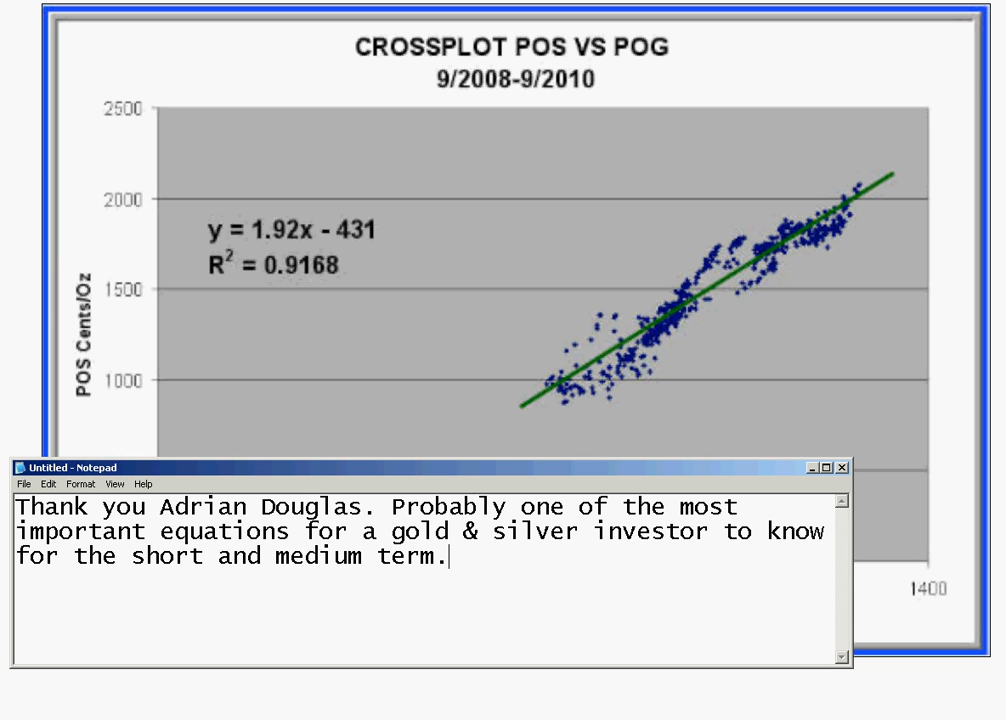 CROSSPLOT POS VS POG
9/2008-9/2010
2500
2000
1500
1000
POS Cents/Oz
y = 1.92x - 431
R² = 0.9168
1400
Untitled - Notepad
File Edit Format View Help
Thank you Adrian Douglas. Probably one of the most
important equations for a gold & silver investor to know
for the short and medium term.